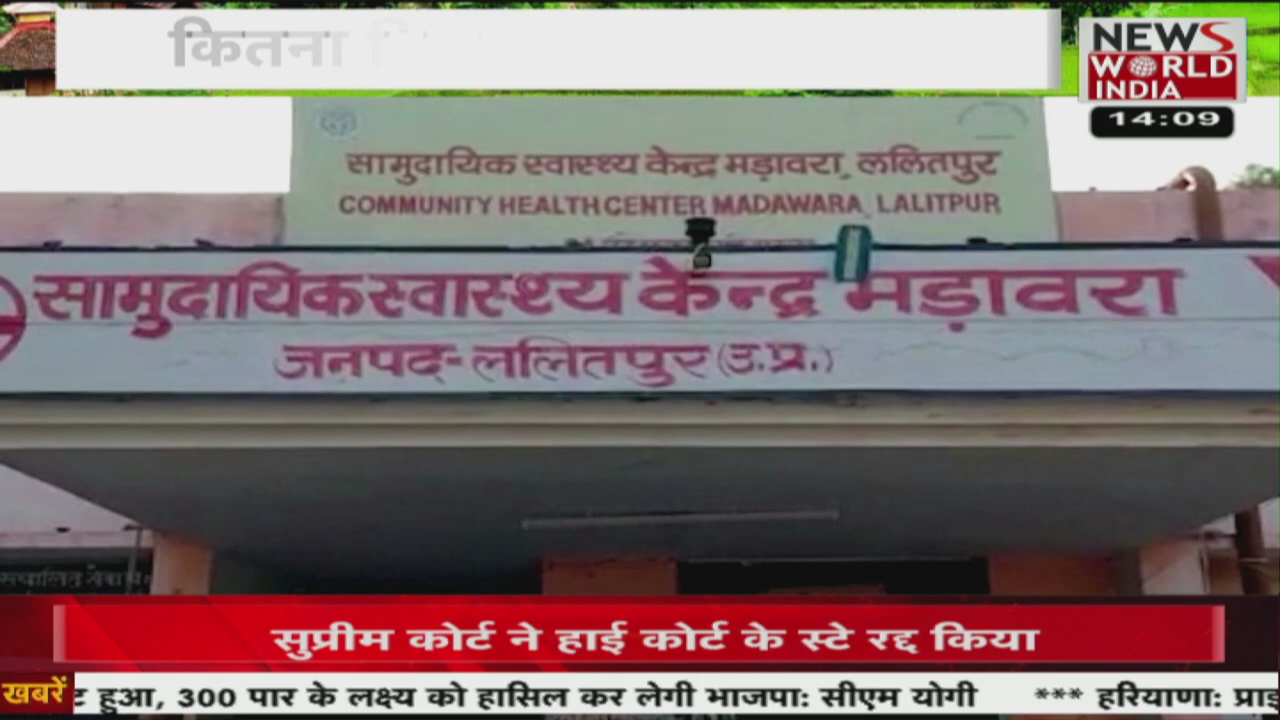 कितना
NEWS
WORLD
INDIA
14:09
सामुदायिक स्वास्थ्य केन्द्र मड़ावरा, ललितपुर
COMMUNITY HEALTH CENTER MADAWARA, LALITPUR
सामुदायिक स्वास्थ्य केन्द्र मड़ावरा
जनपद-ललितपुर (उ.प्र.)
सुप्रीम कोर्ट ने हाई कोर्ट के स्टे रद्द किया
खबरें ट हुआ, 300 पार के लक्ष्य को हासिल कर लेगी भाजपा: सीएम योगी *** हरियाणा: प्राइ